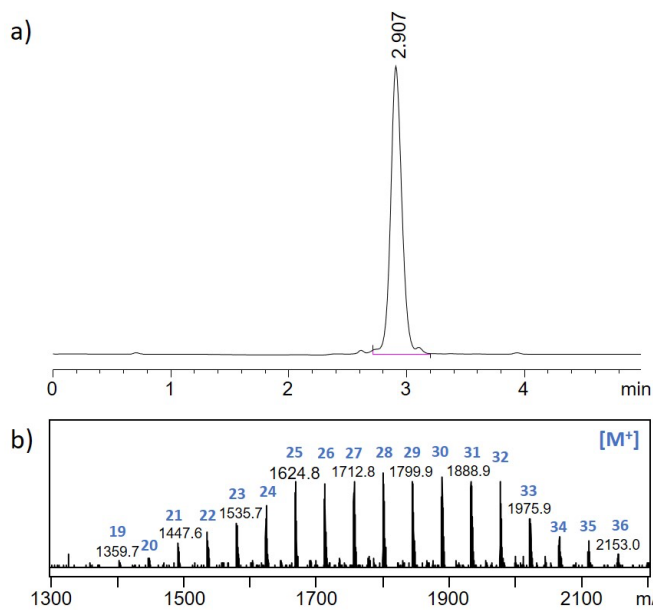 a)
2.907
0 1 2 3 4 min
b)
[M⁺]
19 20 21 22 23 24 25 26 27 28 29 30 31 32 33 34 35 36
1359.7 1447.6 1535.7 1624.8 1712.8 1799.9 1888.9 1975.9 2153.0
1300 1500 1700 1900 2100